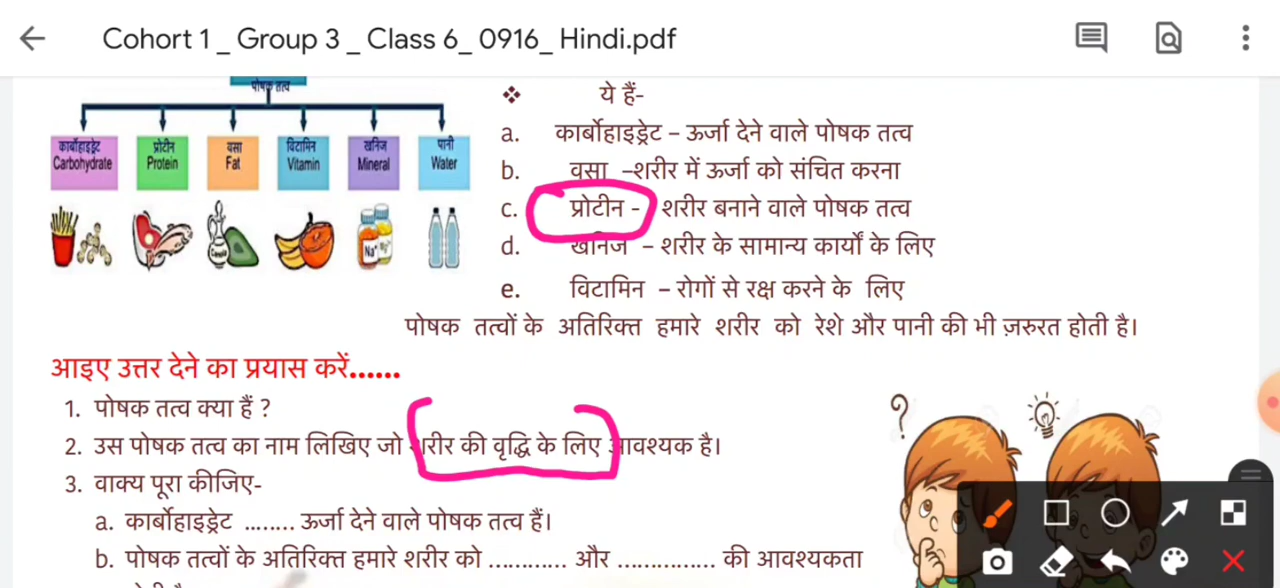 Cohort 1 _ Group 3 _ Class 6_ 0916_ Hindi.pdf
पोषक तत्व
कार्बोहाइड्रेट प्रोटीन वसा विटामिन खनिज पानी
Carbohydrate Protein Fat Vitamin Mineral Water
❖ ये हैं-
a. कार्बोहाइड्रेट – ऊर्जा देने वाले पोषक तत्व
b. वसा –शरीर में ऊर्जा को संचित करना
c. प्रोटीन - शरीर बनाने वाले पोषक तत्व
d. खनिज – शरीर के सामान्य कार्यों के लिए
e. विटामिन – रोगों से रक्ष करने के लिए
पोषक तत्वों के अतिरिक्त हमारे शरीर को रेशे और पानी की भी ज़रुरत होती है।
आइए उत्तर देने का प्रयास करें......
1. पोषक तत्व क्या हैं ?
2. उस पोषक तत्व का नाम लिखिए जो शरीर की वृद्धि के लिए आवश्यक है।
3. वाक्य पूरा कीजिए-
a. कार्बोहाइड्रेट ........ ऊर्जा देने वाले पोषक तत्व हैं।
b. पोषक तत्वों के अतिरिक्त हमारे शरीर को ............ और ............... की आवश्यकता